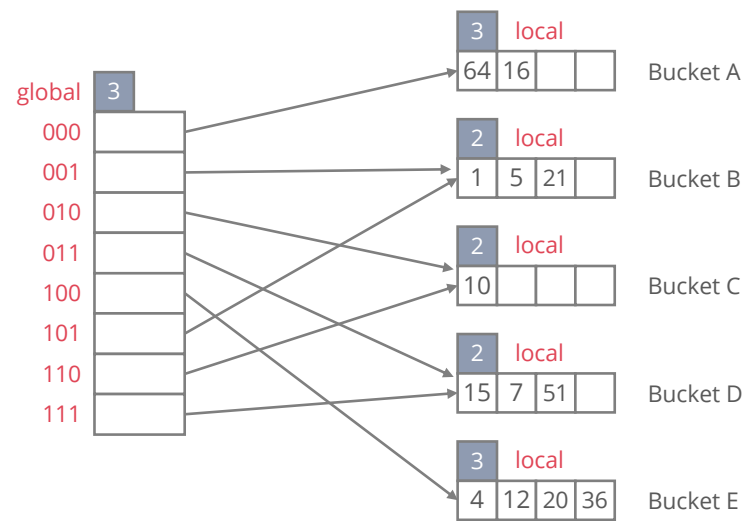 global 3
000
001
010
011
100
101
110
111
3 local
64 16
Bucket A
2 local
1 5 21
Bucket B
2 local
10
Bucket C
2 local
15 7 51
Bucket D
3 local
4 12 20 36
Bucket E